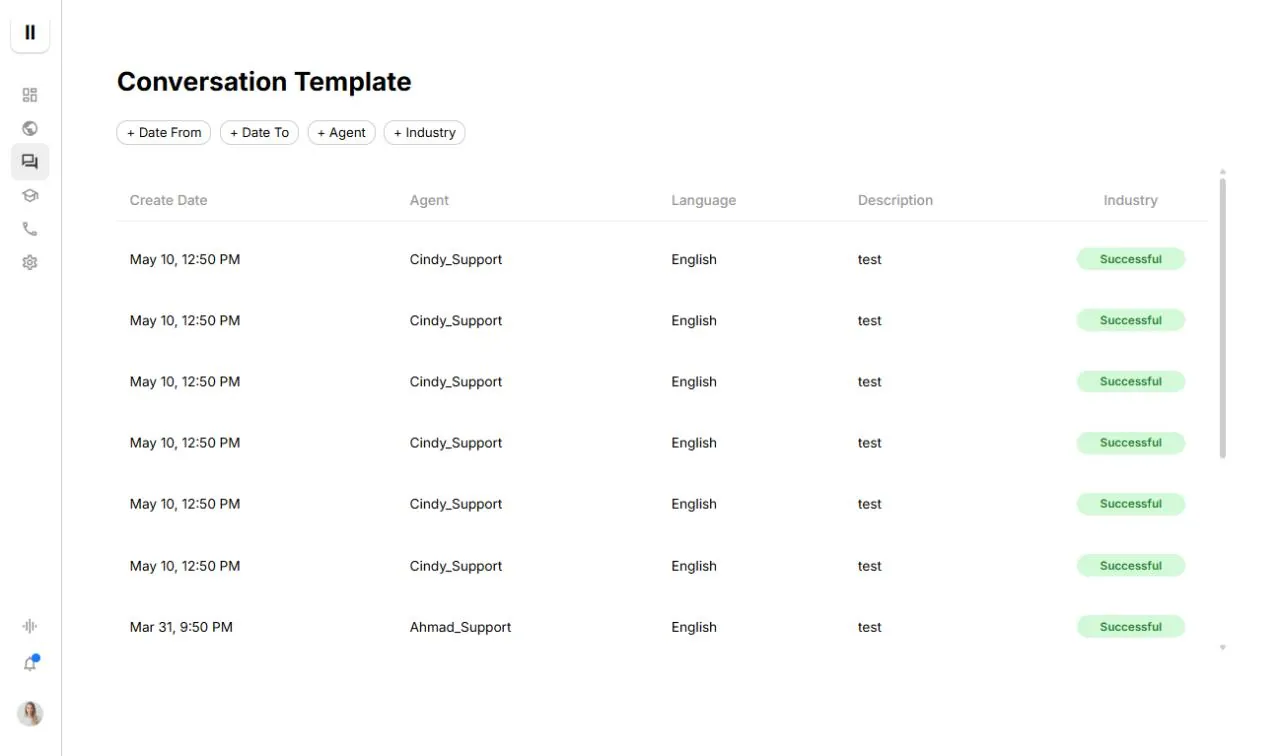 II
Conversation Template
+ Date From + Date To + Agent + Industry
Create Date Agent Language Description Industry
May 10, 12:50 PM Cindy_Support English test Successful
May 10, 12:50 PM Cindy_Support English test Successful
May 10, 12:50 PM Cindy_Support English test Successful
May 10, 12:50 PM Cindy_Support English test Successful
May 10, 12:50 PM Cindy_Support English test Successful
May 10, 12:50 PM Cindy_Support English test Successful
Mar 31, 9:50 PM Ahmad_Support English test Successful